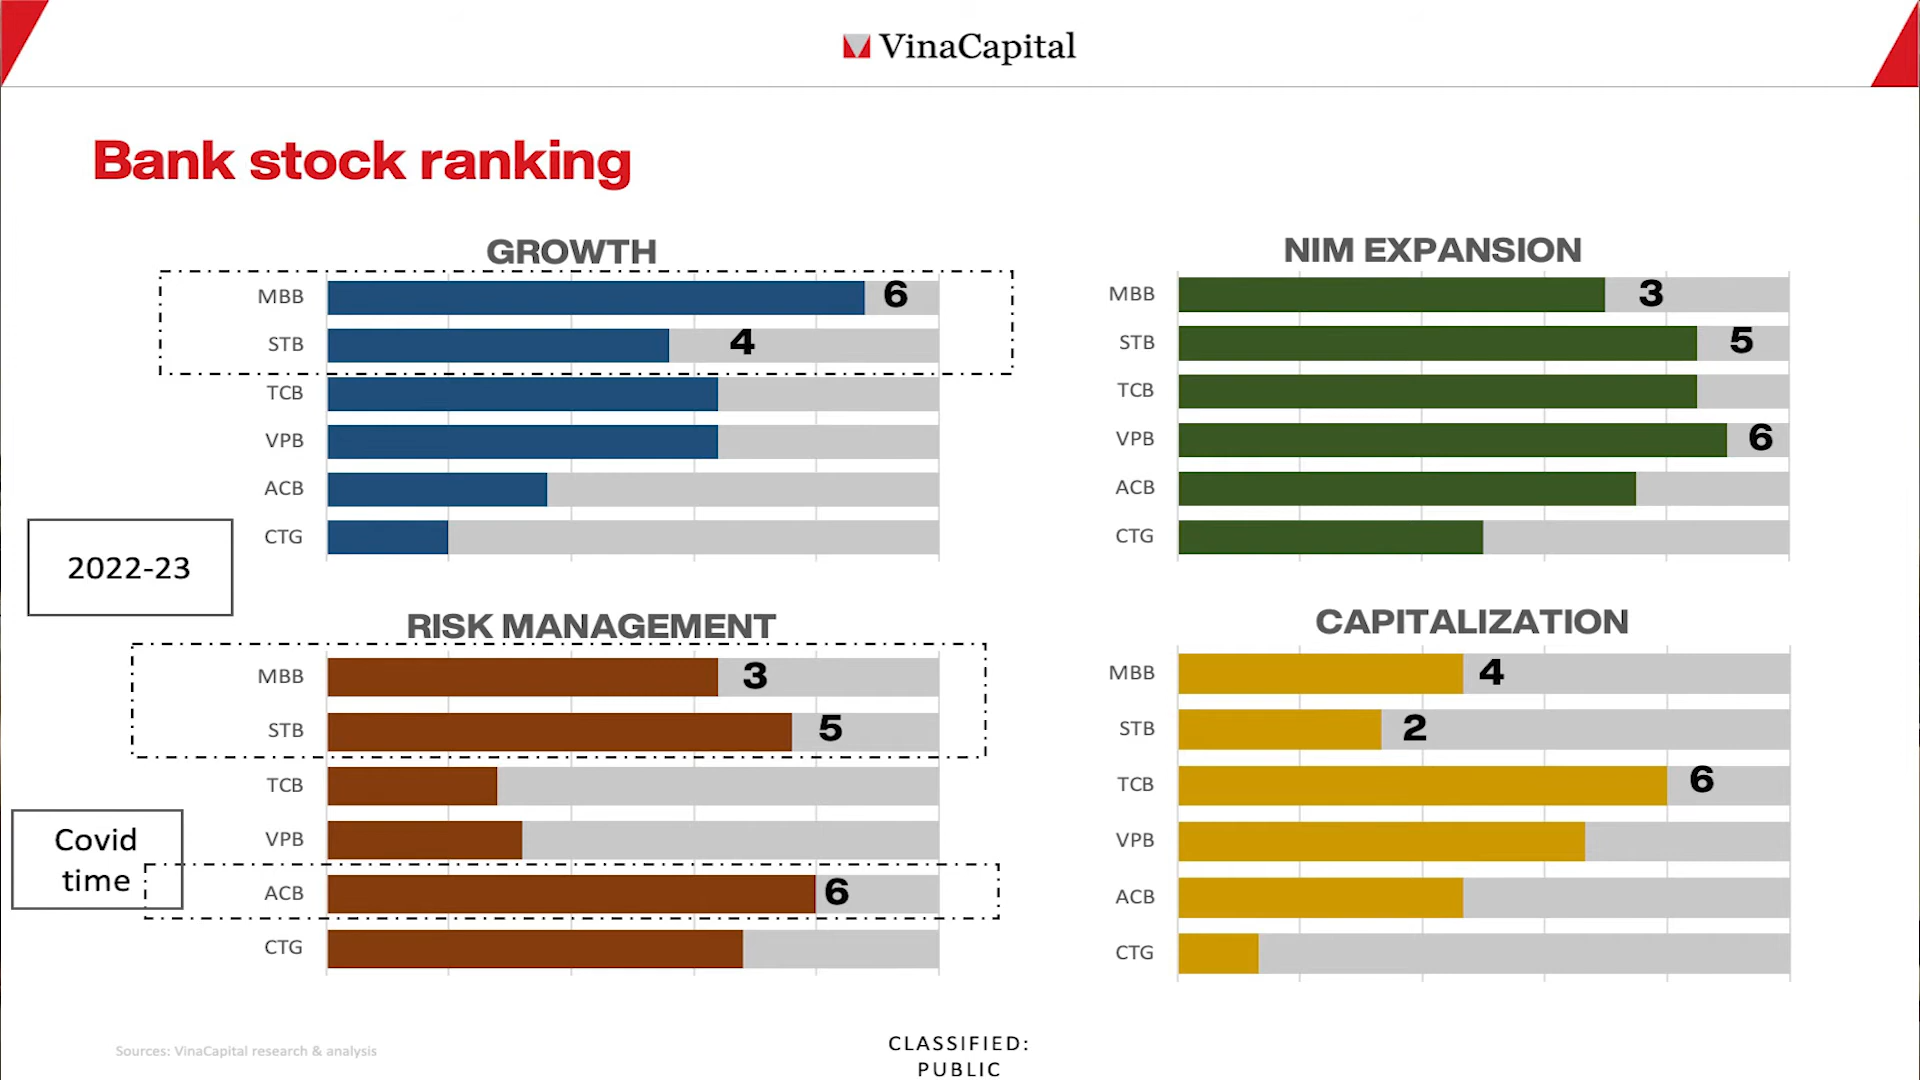 VinaCapital
Bank stock ranking
GROWTH
MBB 6
STB 4
TCB
VPB
ACB
CTG
NIM EXPANSION
MBB 3
STB 5
TCB
VPB 6
ACB
CTG
2022-23
RISK MANAGEMENT
MBB 3
STB 5
TCB
VPB
ACB 6
CTG
Covid
time
CAPITALIZATION
MBB 4
STB 2
TCB 6
VPB
ACB
CTG
Sources: VinaCapital research & analysis
CLASSIFIED:
PUBLIC